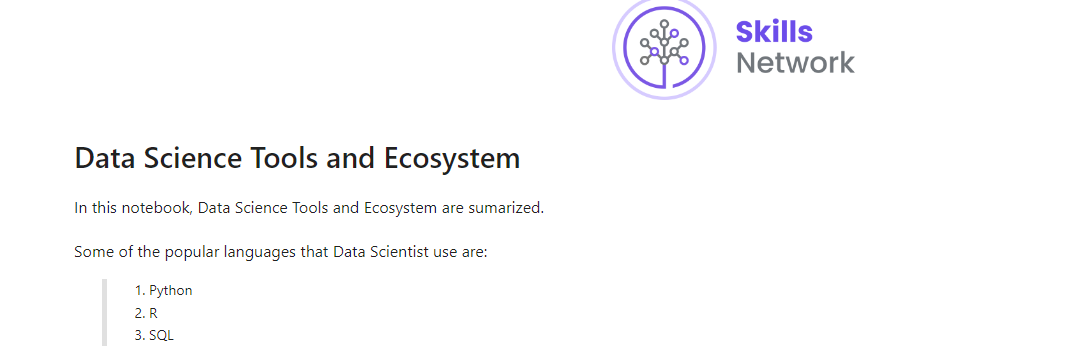 Skills
Network
Data Science Tools and Ecosystem
In this notebook, Data Science Tools and Ecosystem are sumarized.
Some of the popular languages that Data Scientist use are:
1. Python
2. R
3. SQL